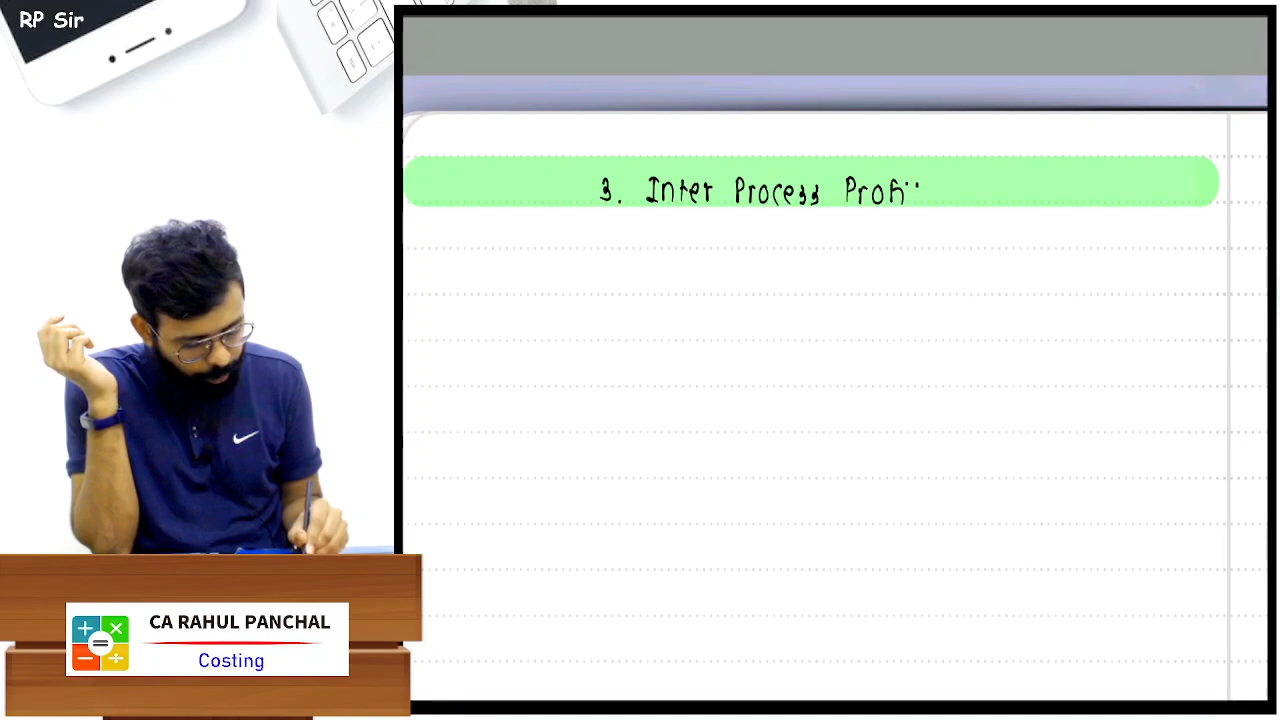 RP Sir
3. Inter Process
CA RAHUL PANCHAL
Costing